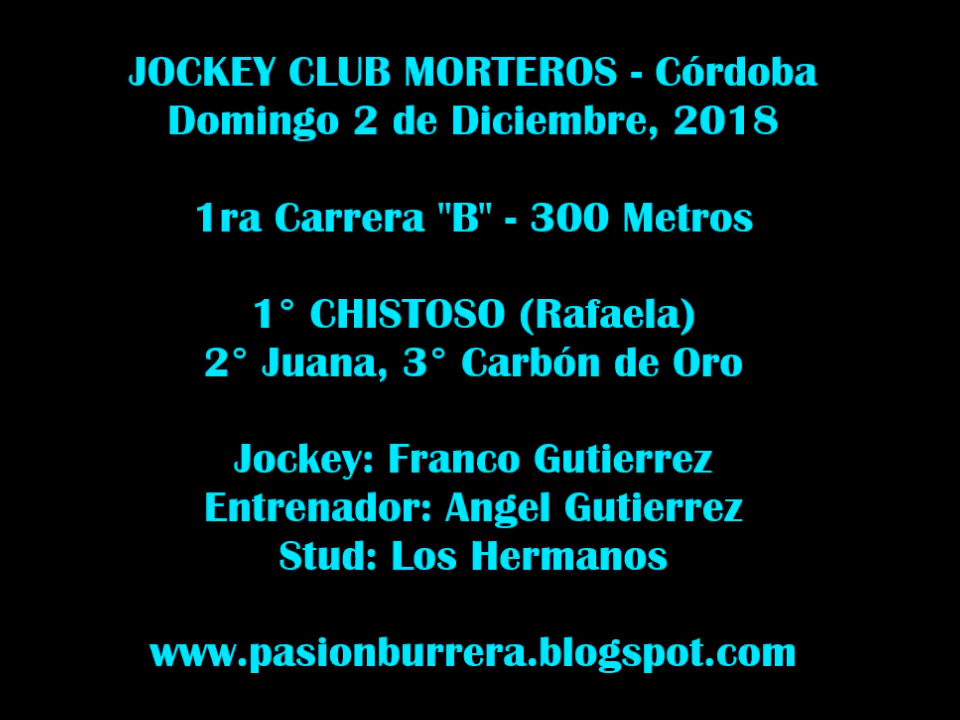 JOCKEY CLUB MORTEROS - Córdoba
Domingo 2 de Diciembre, 2018
1ra Carrera "B" - 300 Metros
1° CHISTOSO (Rafaela)
2° Juana, 3° Carbón de Oro
Jockey: Franco Gutierrez
Entrenador: Angel Gutierrez
Stud: Los Hermanos
www.pasionburrera.blogspot.com